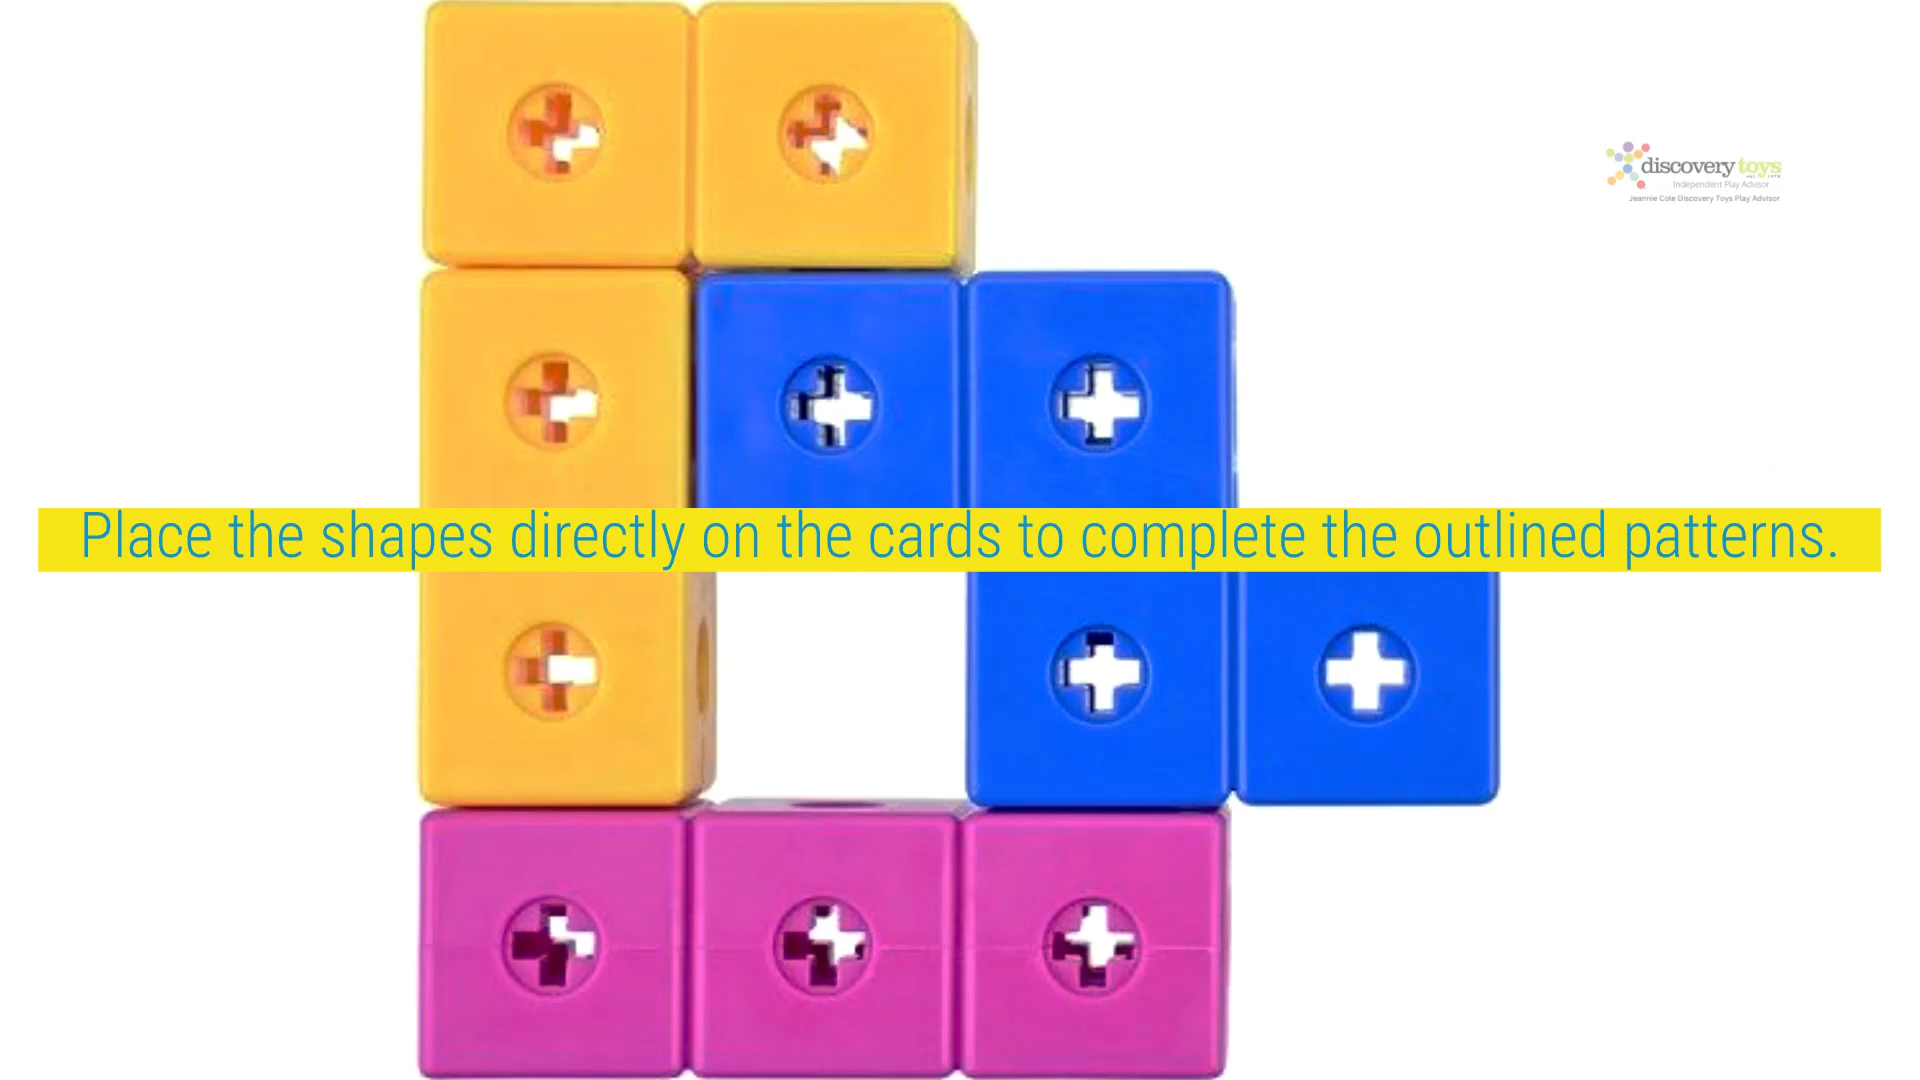 discovery toys
Independent Play Advisor
Jeannie Cole Discovery Toys Play Advisor
Place the shapes directly on the cards to complete the outlined patterns.